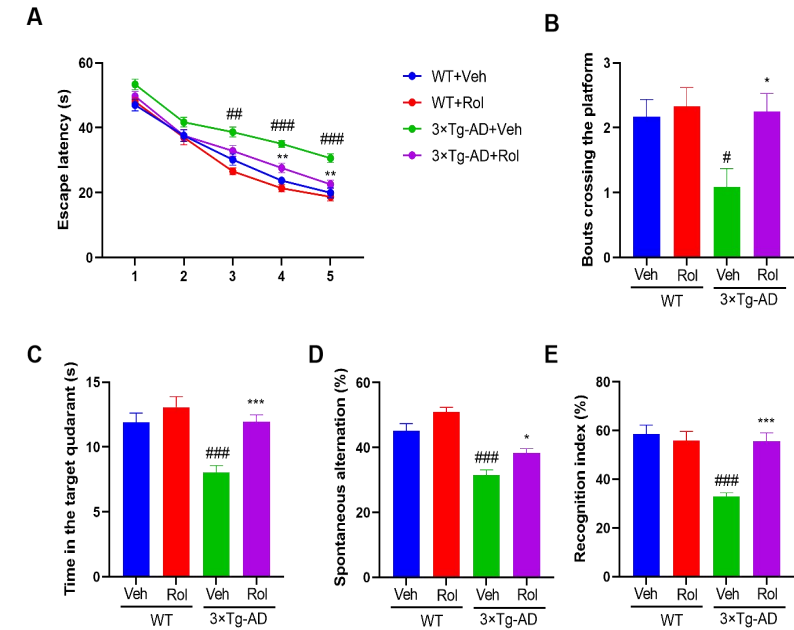 A
Escape latency (s)
60
40
20
0
1 2 3 4 5
##
###
###
**
**
WT+Veh
WT+Rol
3×Tg-AD+Veh
3×Tg-AD+Rol
B
Bouts crossing the platform
3
2
1
0
#
*
Veh Rol Veh Rol
WT 3×Tg-AD
C
Time in the target qudarant (s)
15
10
5
0
###
***
Veh Rol Veh Rol
WT 3×Tg-AD
D
Spontaneous alternation (%)
60
40
20
0
###
*
Veh Rol Veh Rol
WT 3×Tg-AD
E
Recognition index (%)
80
60
40
20
0
###
***
Veh Rol Veh Rol
WT 3×Tg-AD